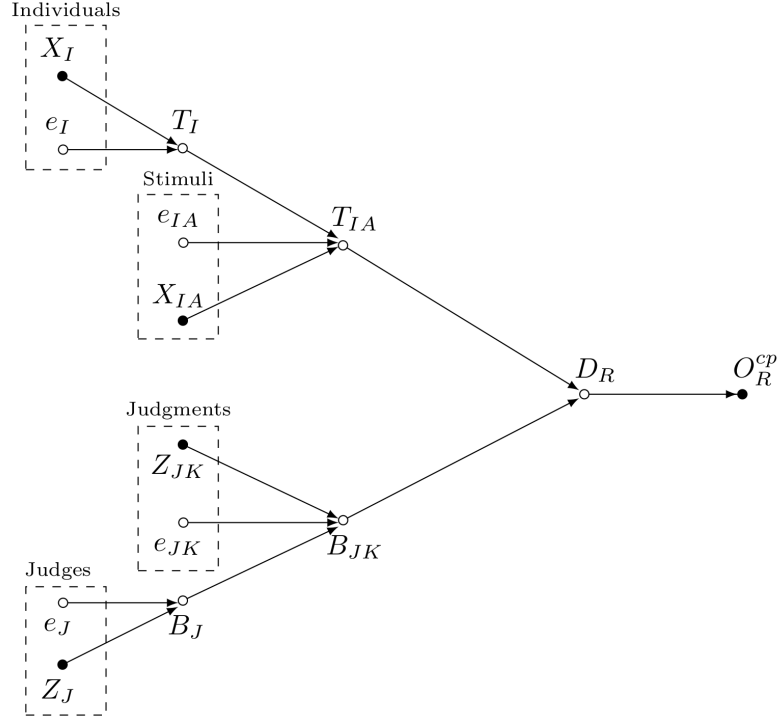 Individuals
X_I
e_I
T_I
Stimuli
e_{IA}
T_{IA}
X_{IA}
D_R
O_R^{cp}
Judgments
Z_{JK}
e_{JK}
B_{JK}
Judges
e_J
B_J
Z_J